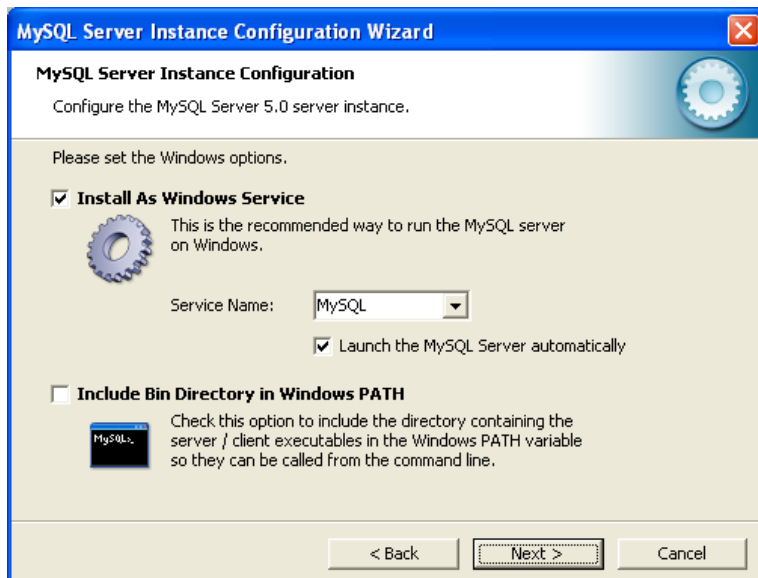 MySQL Server Instance Configuration Wizard
MySQL Server Instance Configuration
Configure the MySQL Server 5.0 server instance.
Please set the Windows options.
Install As Windows Service
This is the recommended way to run the MySQL server
on Windows.
Service Name: MySQL
Launch the MySQL Server automatically
Include Bin Directory in Windows PATH
MySQL>_
Check this option to include the directory containing the
server / client executables in the Windows PATH variable
so they can be called from the command line.
< Back Next > Cancel